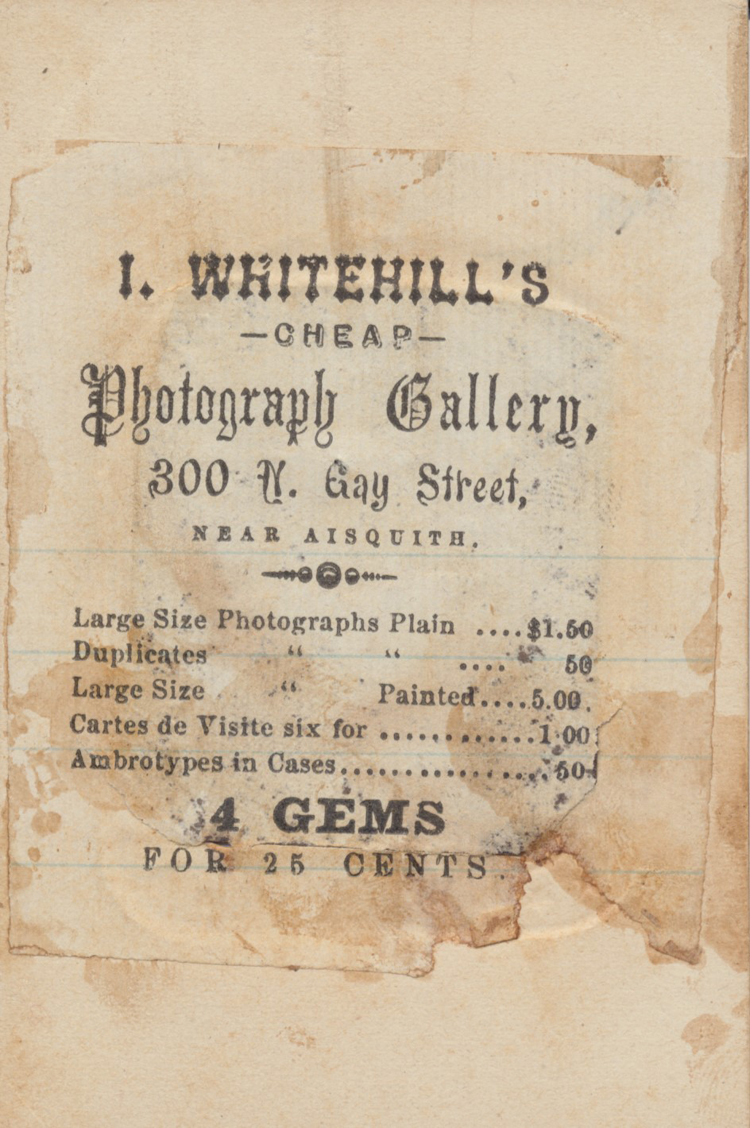 I. WHITEHILL'S
—CHEAP—
Photograph Gallery,
300 N. Gay Street,
NEAR AISQUITH.
Large Size Photographs Plain ....$1.50
Duplicates " " .... 50
Large Size " Painted....5.00.
Cartes de Visite six for ............1.00
Ambrotypes in Cases.................50
4 GEMS
FOR 25 CENTS.